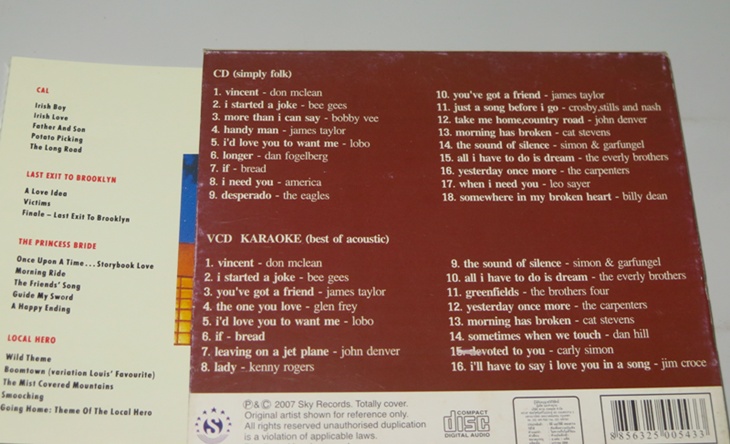 CAL
Irish Boy
Irish Love
Father And Son
Potato Picking
The Long Road
LAST EXIT TO BROOKLYN
A Love Idea
Victims
Finale – Last Exit To Brooklyn
THE PRINCESS BRIDE
Once Upon A Time...Storybook Love
Morning Ride
The Friends' Song
Guide My Sword
A Happy Ending
LOCAL HERO
Wild Theme
Boomtown (variation Louis' Favourite)
The Mist Covered Mountains
Smooching
Going Home: Theme Of The Local Hero
CD (simply folk)
1. vincent - don mclean
2. i started a joke - bee gees
3. more than i can say - bobby vee
4. handy man - james taylor
5. i'd love you to want me - lobo
6. longer - dan fogelberg
7. if - bread
8. i need you - america
9. desperado - the eagles
10. you've got a friend - james taylor
11. just a song before i go - crosby,stills and nash
12. take me home,country road - john denver
13. morning has broken - cat stevens
14. the sound of silence - simon & garfungel
15. all i have to do is dream - the everly brothers
16. yesterday once more - the carpenters
17. when i need you - leo sayer
18. somewhere in my broken heart - billy dean
VCD KARAOKE (best of acoustic)
1. vincent - don mclean
2. i started a joke - bee gees
3. you've got a friend - james taylor
4. the one you love - glen frey
5. i'd love you to want me - lobo
6. if - bread
7. leaving on a jet plane - john denver
8. lady - kenny rogers
9. the sound of silence - simon & garfungel
10. all i have to do is dream - the everly brothers
11. greenfields - the brothers four
12. yesterday once more - the carpenters
13. morning has broken - cat stevens
14. sometimes when we touch - dan hill
15. devoted to you - carly simon
16. i'll have to say i love you in a song - jim croce
S
℗&© 2007 Sky Records. Totally cover.
Original artist shown for reference only.
All rights reserved unauthorised duplication
is a violation of applicable laws.
COMPACT
disc
DIGITAL AUDIO
8 856325 005433